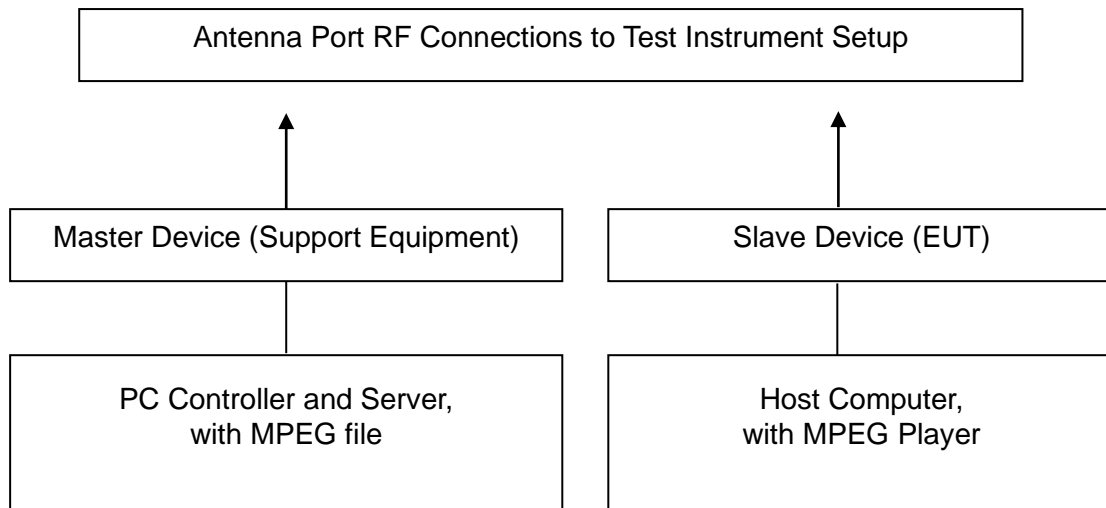 Antenna Port RF Connections to Test Instrument Setup
Master Device (Support Equipment)
Slave Device (EUT)
PC Controller and Server,
with MPEG file
Host Computer,
with MPEG Player